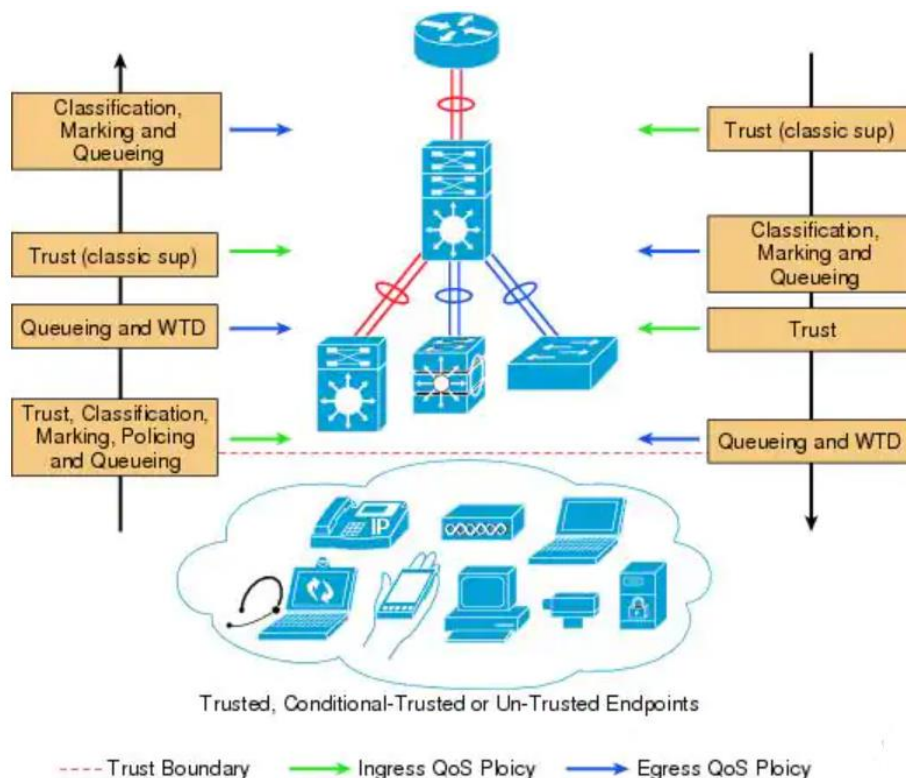 Classification,
Marking and
Queueing
Trust (classic sup)
Trust (classic sup)
Classification,
Marking and
Queueing
Queueing and WTD
Trust
Trust, Classification,
Marking, Policing
and Queueing
Queueing and WTD
IP
Trusted, Conditional-Trusted or Un-Trusted Endpoints
Trust Boundary
Ingress QoS Ploicy
Egress QoS Ploicy